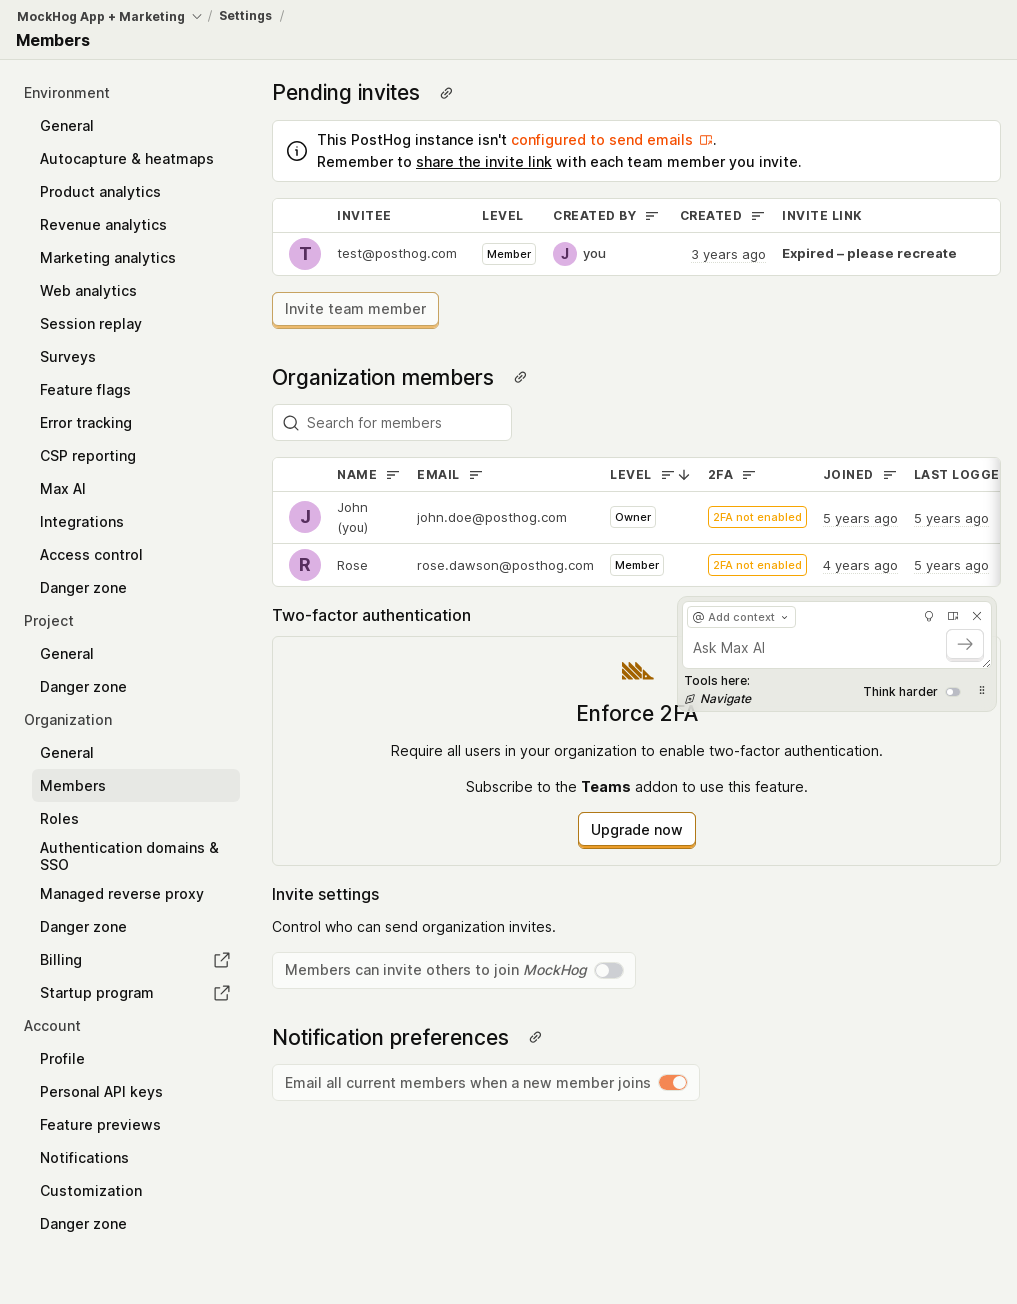 MockHog App + Marketing / Settings /
Members
Environment
General
Autocapture & heatmaps
Product analytics
Revenue analytics
Marketing analytics
Web analytics
Session replay
Surveys
Feature flags
Error tracking
CSP reporting
Max AI
Integrations
Access control
Danger zone
Project
General
Danger zone
Organization
General
Members
Roles
Authentication domains &
SSO
Managed reverse proxy
Danger zone
Billing
Startup program
Account
Profile
Personal API keys
Feature previews
Notifications
Customization
Danger zone
Pending invites
This PostHog instance isn't configured to send emails.
Remember to share the invite link with each team member you invite.
INVITEE LEVEL CREATED BY CREATED INVITE LINK
T test@posthog.com Member J you 3 years ago Expired – please recreate
Invite team member
Organization members
Search for members
NAME EMAIL LEVEL 2FA JOINED LAST LOGGE
J John (you) john.doe@posthog.com Owner 2FA not enabled 5 years ago 5 years ago
R Rose rose.dawson@posthog.com Member 2FA not enabled 4 years ago 5 years ago
Two-factor authentication
@ Add context
Ask Max AI
Tools here:
Navigate
Think harder
Enforce 2FA
Require all users in your organization to enable two-factor authentication.
Subscribe to the Teams addon to use this feature.
Upgrade now
Invite settings
Control who can send organization invites.
Members can invite others to join MockHog
Notification preferences
Email all current members when a new member joins